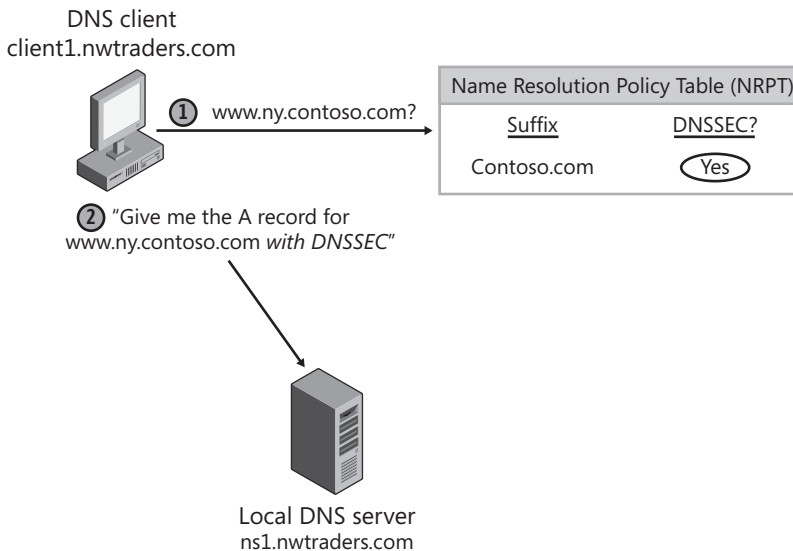 DNS client
client1.nwtraders.com
1 www.ny.contoso.com?
Name Resolution Policy Table (NRPT)
Suffix DNSSEC?
Contoso.com Yes
2 "Give me the A record for
www.ny.contoso.com with DNSSEC"
Local DNS server
ns1.nwtraders.com